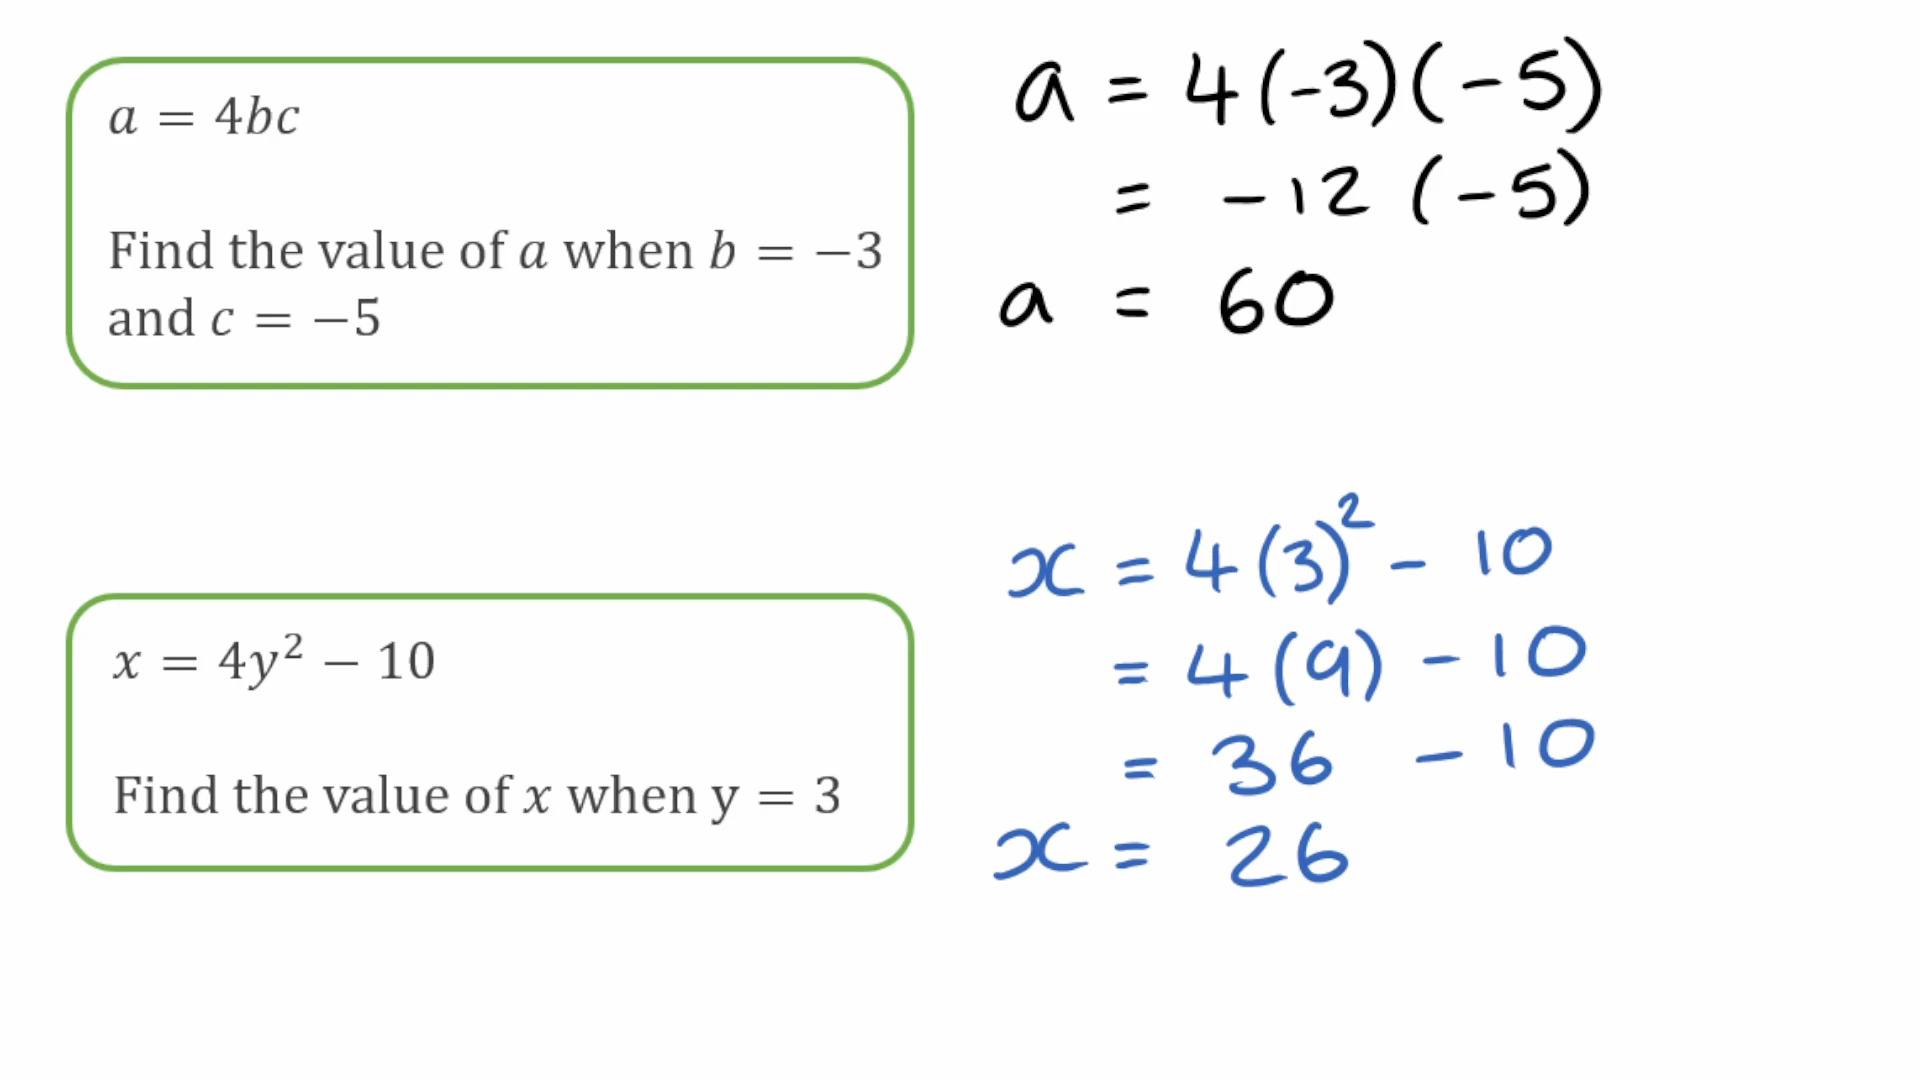 a = 4bc
Find the value of a when b = −3
and c = −5
a = 4(-3)(-5)
= -12 (-5)
a = 60
x = 4y² − 10
Find the value of x when y = 3
x = 4(3)² - 10
= 4(9) - 10
= 36 - 10
x = 26